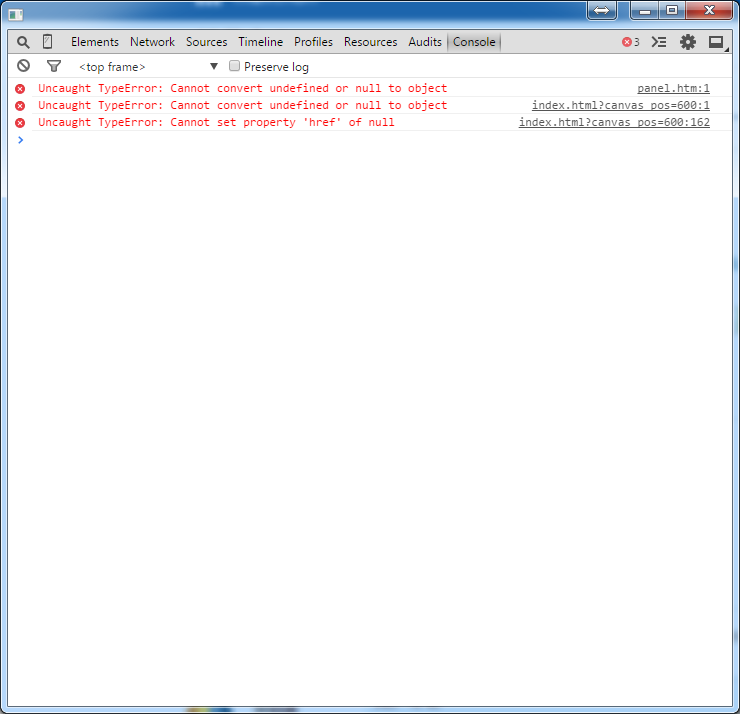 Elements Network Sources Timeline Profiles Resources Audits Console 3
<top frame> Preserve log
Uncaught TypeError: Cannot convert undefined or null to object panel.htm:1
Uncaught TypeError: Cannot convert undefined or null to object index.html?canvas_pos=600:1
Uncaught TypeError: Cannot set property 'href' of null index.html?canvas_pos=600:162